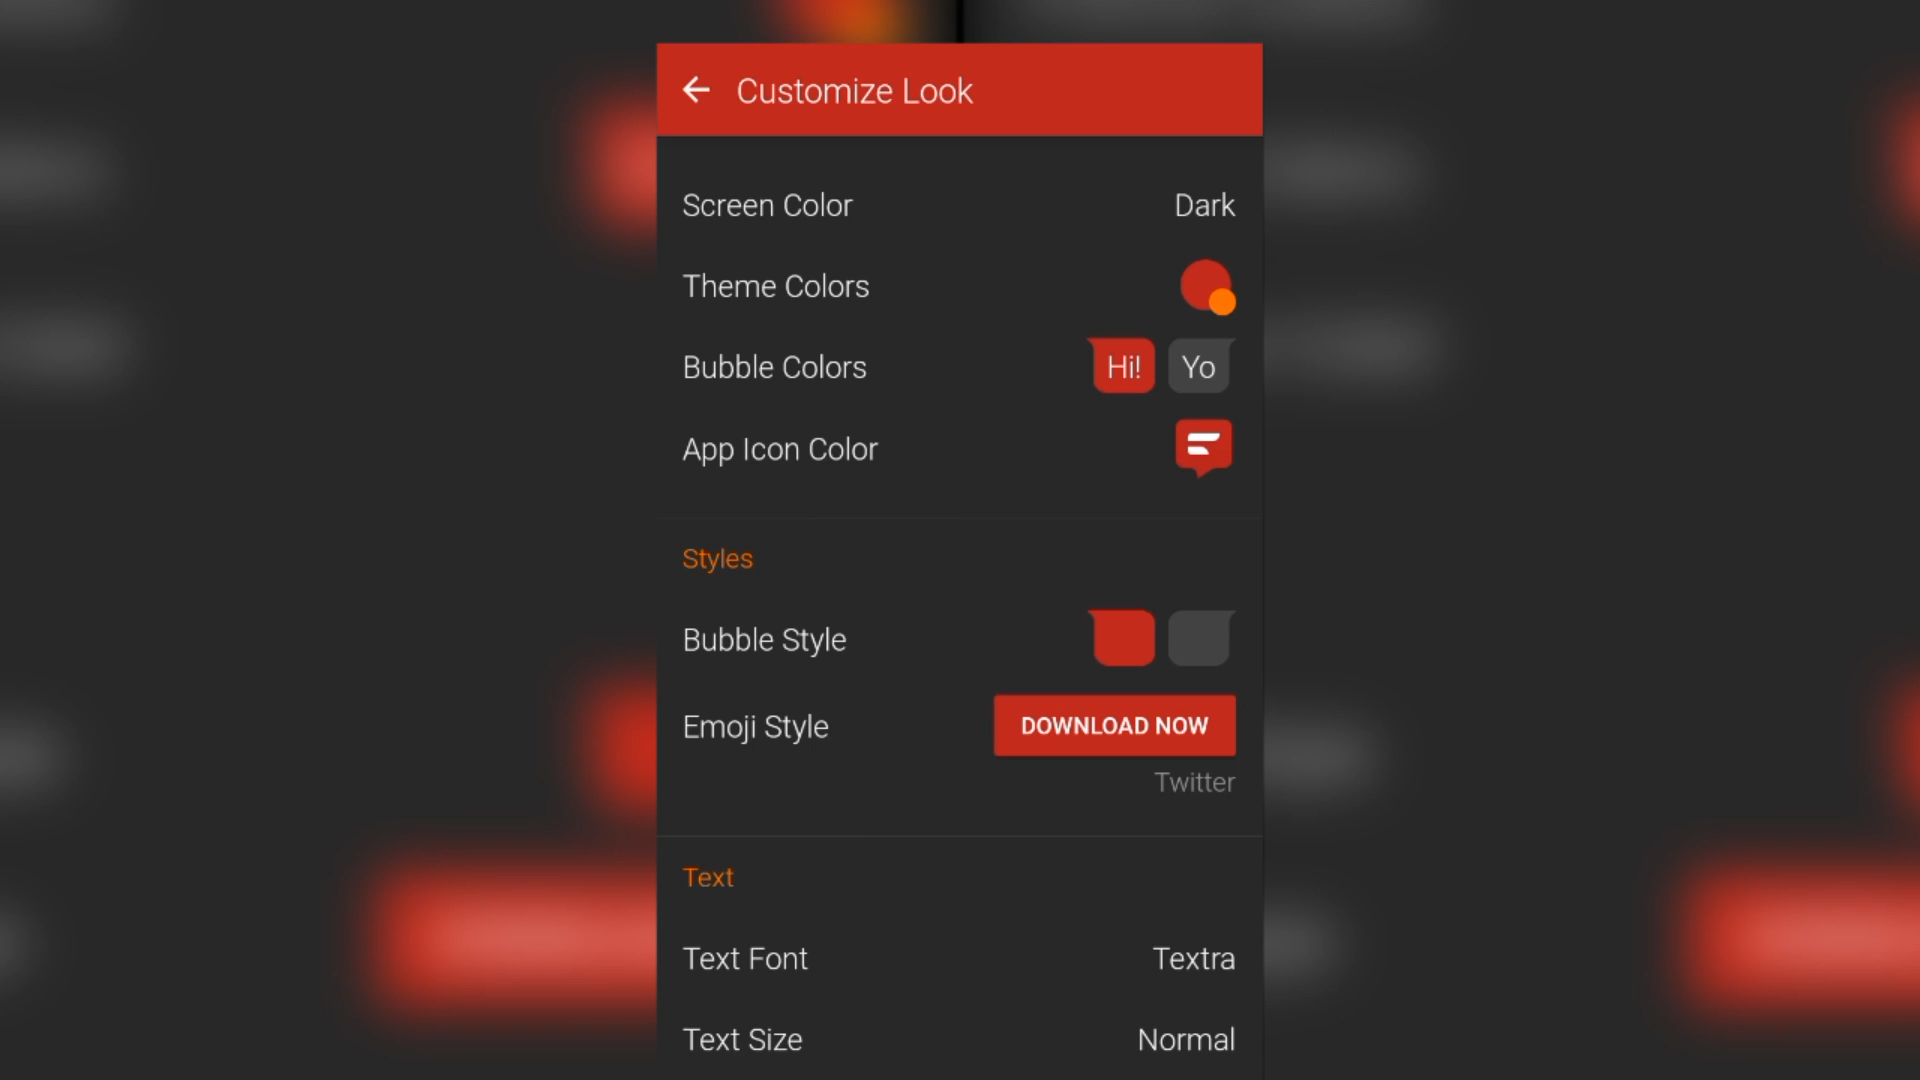 Customize Look
Screen Color Dark
Theme Colors
Bubble Colors Hi! Yo
App Icon Color
Styles
Bubble Style
Emoji Style DOWNLOAD NOW
Twitter
Text
Text Font Textra
Text Size Normal